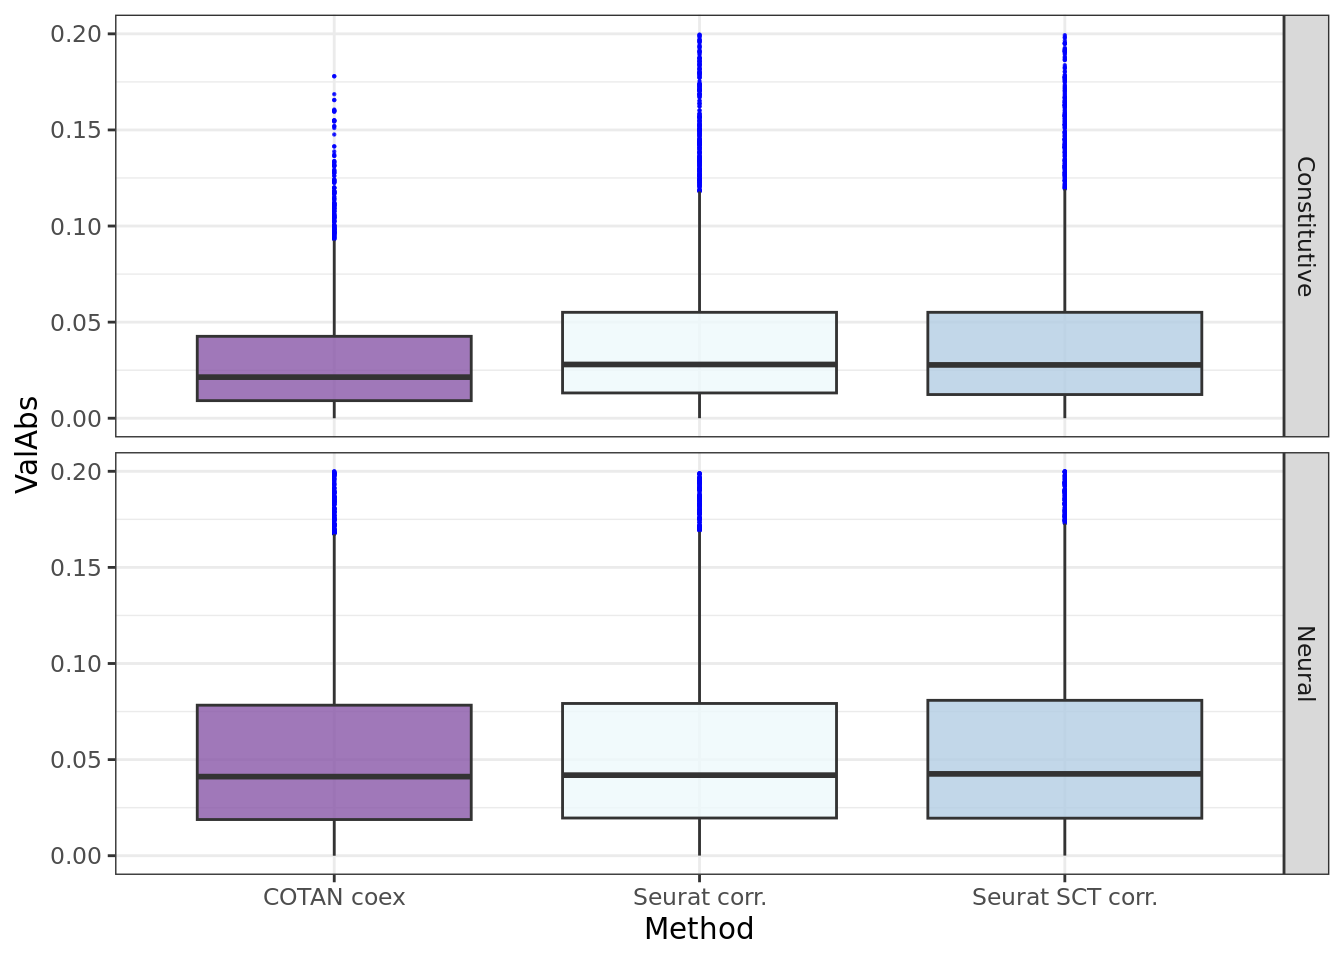 0.20
0.15
0.10
0.05
0.00
Constitutive
ValAbs
0.20
0.15
0.10
0.05
0.00
Neural
COTAN coex
Seurat corr.
Seurat SCT corr.
Method